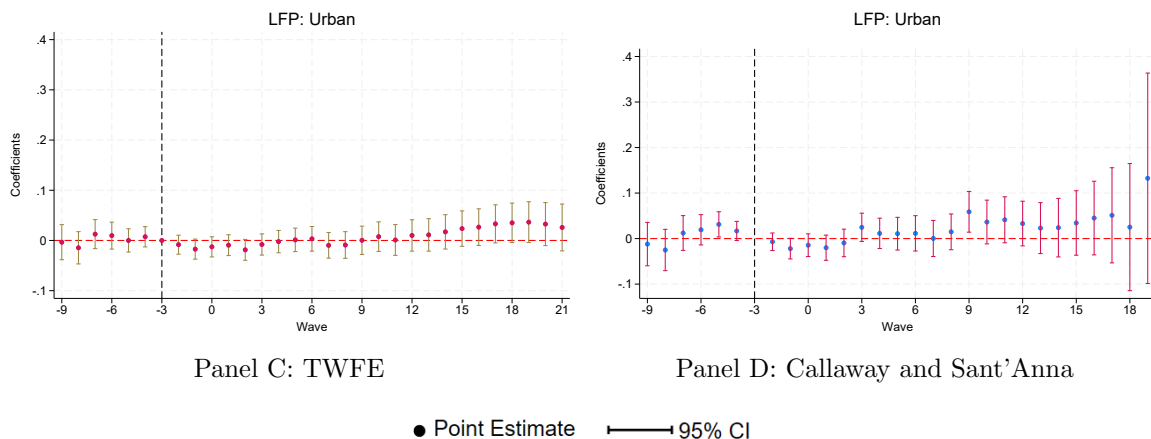 LFP: Urban
.4
.3
.2
.1
0
-.1
Coefficients
-9 -6 -3 0 3 6 9 12 15 18 21
Wave
Panel C: TWFE
LFP: Urban
.4
.3
.2
.1
0
-.1
Coefficients
-9 -6 -3 0 3 6 9 12 15 18
Wave
Panel D: Callaway and Sant'Anna
Point Estimate 95% CI